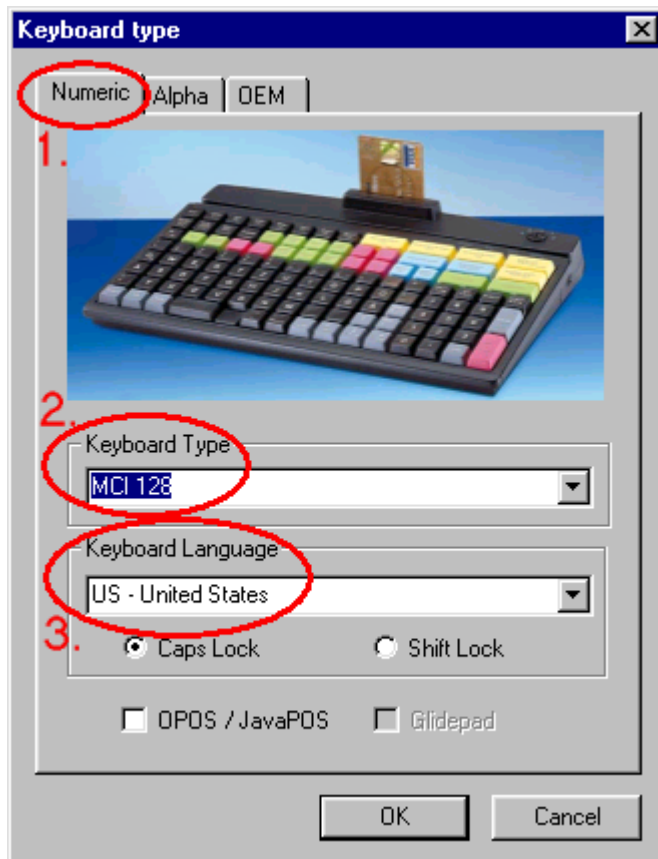 Keyboard type
Numeric Alpha OEM
1.
2.
Keyboard Type
MCI 128
Keyboard Language
US - United States
3.
Caps Lock Shift Lock
OPOS / JavaPOS Glidepad
OK Cancel